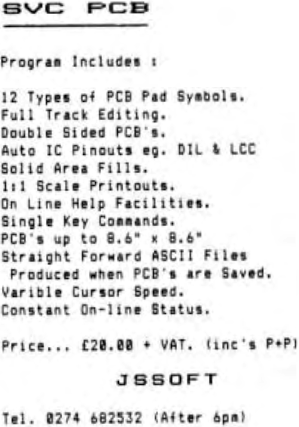 SVC PCB
Program Includes :
12 Types of PCB Pad Symbols.
Full Track Editing.
Double Sided PCB's.
Auto IC Pinouts eg. DIL & LCC
Solid Area Fills.
1:1 Scale Printouts.
On Line Help Facilities.
Single Key Commands.
PCB's up to 8.6" x 8.6"
Straight Forward ASCII Files
Produced when PCB's are Saved.
Varible Cursor Speed.
Constant On-line Status.
Price... £20.00 + VAT. (inc's P+P)
JSSOFT
Tel. 0274 682532 (After 6pm)